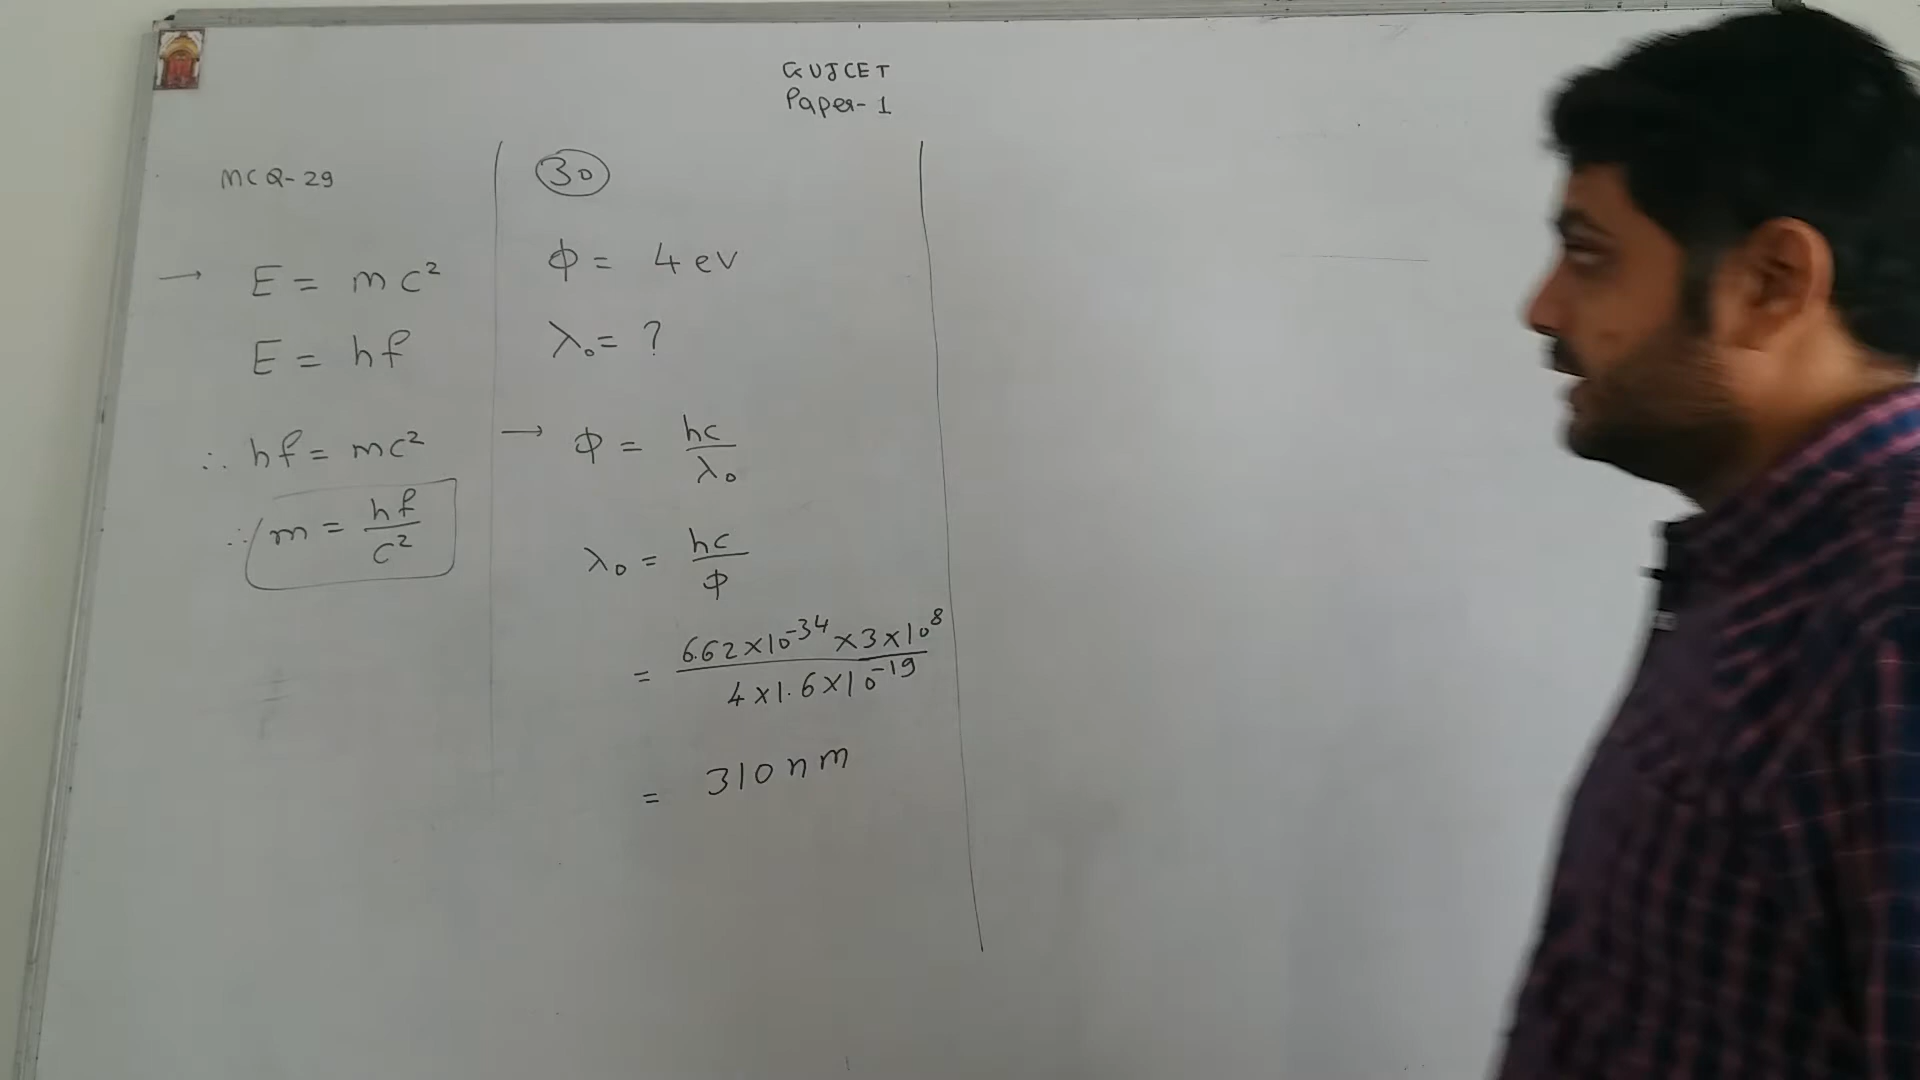 GUJCET
Paper-1
MCQ-29
→ E = mc²
E = hf
∴ hf = mc²
∴ m = hf/c²
30
Φ = 4 ev
λ₀ = ?
→ Φ = hc/λ₀
λ₀ = hc/Φ
= 6.62×10⁻³⁴×3×10⁸/4×1.6×10⁻¹⁹
= 310 nm